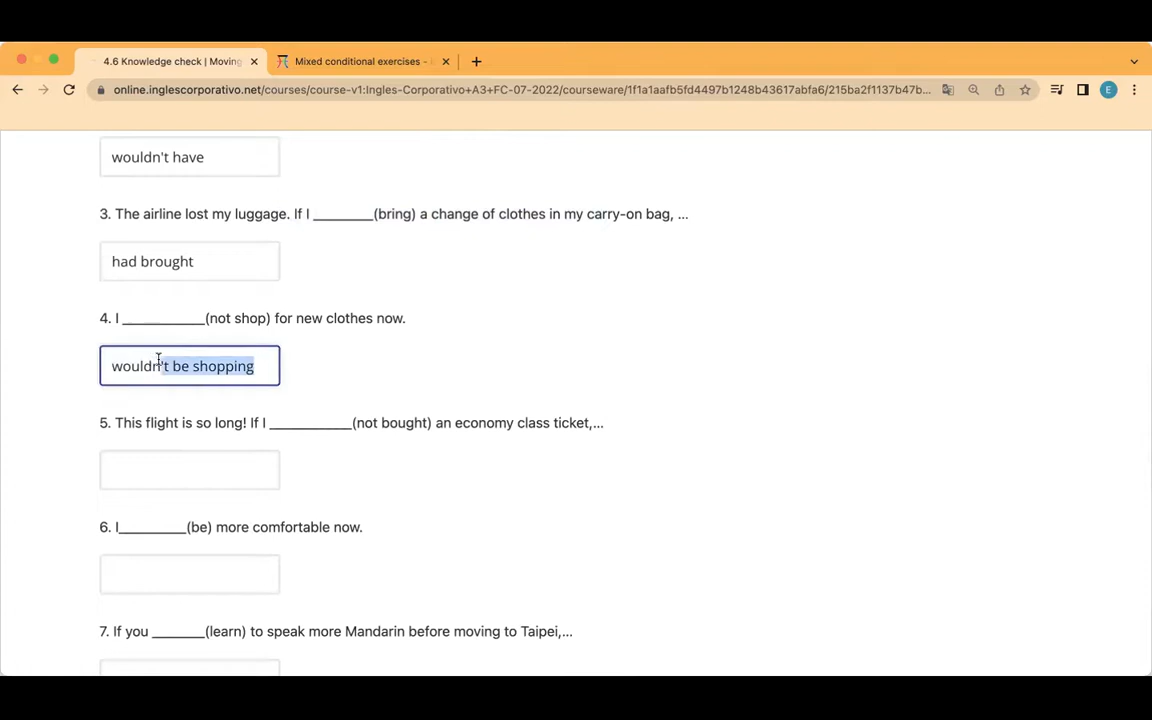 4.6 Knowledge check | Moving
Mixed conditional exercises -
online.inglescorporativo.net/courses/course-v1:Ingles-Corporativo+A3+FC-07-2022/courseware/1f1a1aafb5fd4497b1248b43617abfa6/215ba2f1137b47b...
E
wouldn't have
3. The airline lost my luggage. If I ________(bring) a change of clothes in my carry-on bag, ...
had brought
4. I ___________(not shop) for new clothes now.
wouldn't be shopping
5. This flight is so long! If I ___________(not bought) an economy class ticket,...
6. I_________(be) more comfortable now.
7. If you _______(learn) to speak more Mandarin before moving to Taipei,...